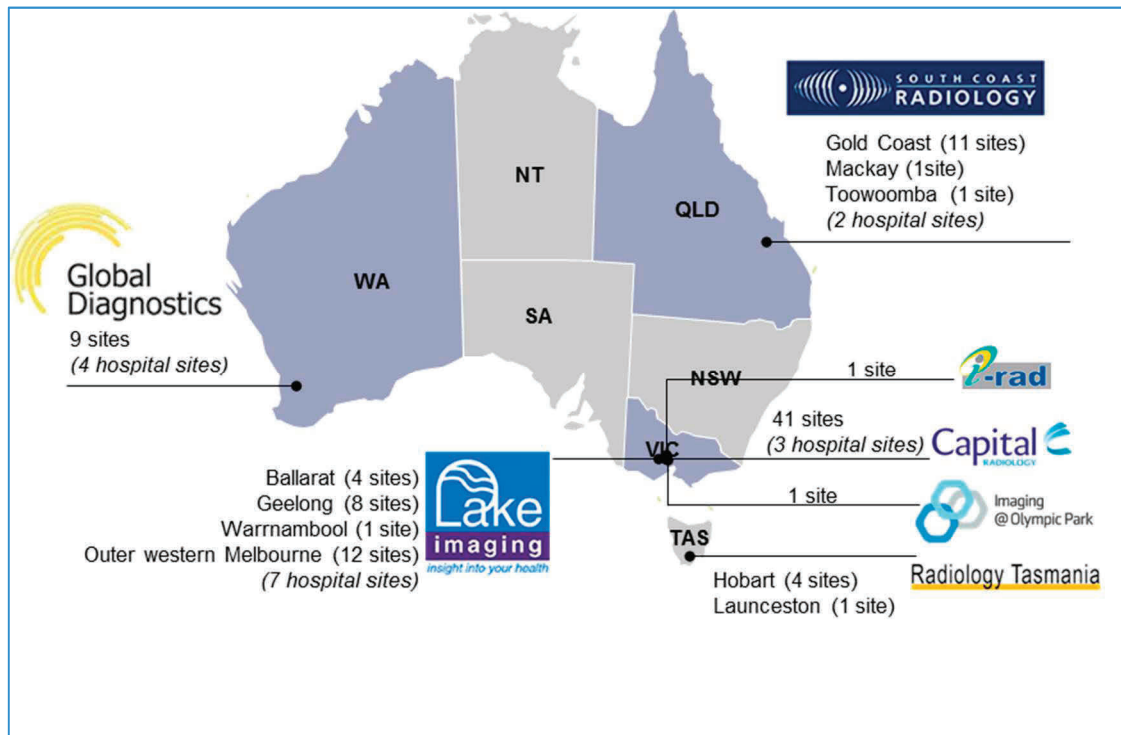 SOUTH COAST
RADIOLOGY
Gold Coast (11 sites)
Mackay (1site)
Toowoomba (1 site)
(2 hospital sites)
NT
QLD
WA
SA
NSW
VIC
TAS
Global
Diagnostics
9 sites
(4 hospital sites)
1 site
i-rad
41 sites
(3 hospital sites)
Capital
RADIOLOGY
1 site
Imaging
@ Olympic Park
Ballarat (4 sites)
Geelong (8 sites)
Warrnambool (1 site)
Outer western Melbourne (12 sites)
(7 hospital sites)
Lake
imaging
insight into your health
Hobart (4 sites)
Launceston (1 site)
Radiology Tasmania